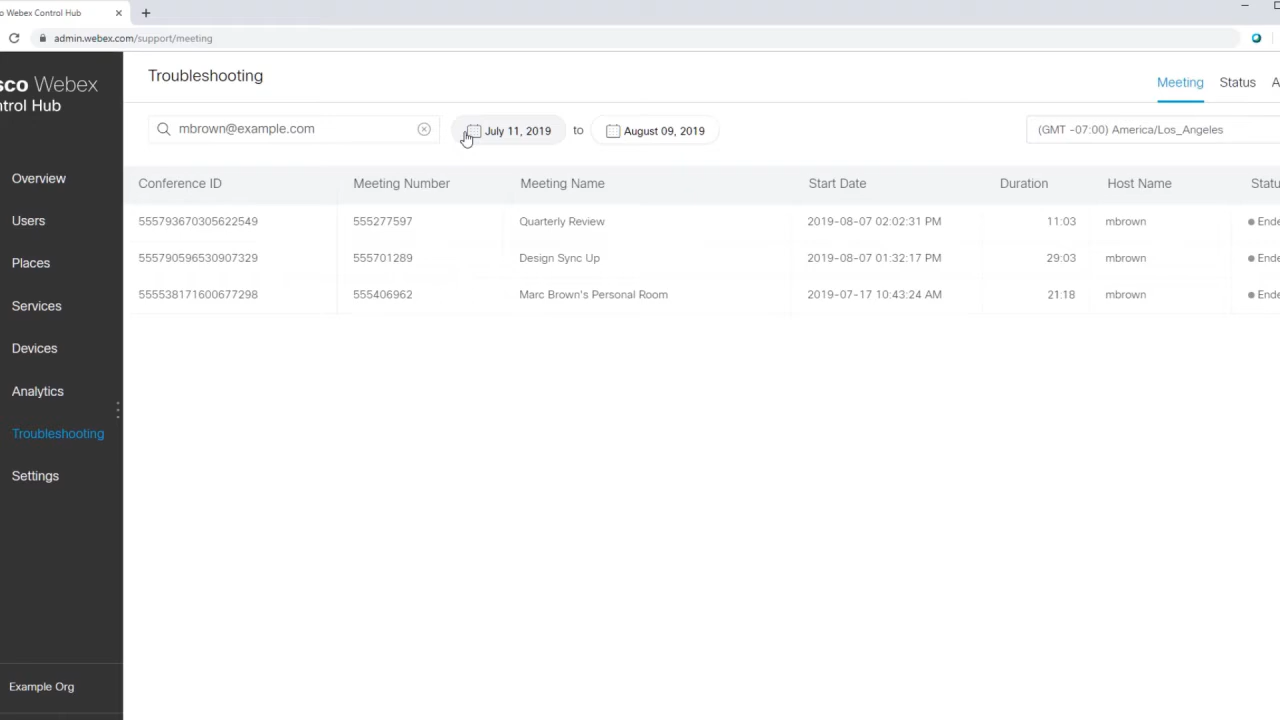 o Webex Control Hub
admin.webex.com/support/meeting
sco Webex
ntrol Hub
Troubleshooting
Meeting Status A
mbrown@example.com July 11, 2019 to August 09, 2019 (GMT -07:00) America/Los_Angeles
Overview
Users
Places
Services
Devices
Analytics
Troubleshooting
Settings
Example Org
Conference ID Meeting Number Meeting Name Start Date Duration Host Name Statu
555793670305622549 555277597 Quarterly Review 2019-08-07 02:02:31 PM 11:03 mbrown Ende
555790596530907329 555701289 Design Sync Up 2019-08-07 01:32:17 PM 29:03 mbrown Ende
555538171600677298 555406962 Marc Brown's Personal Room 2019-07-17 10:43:24 AM 21:18 mbrown Ende